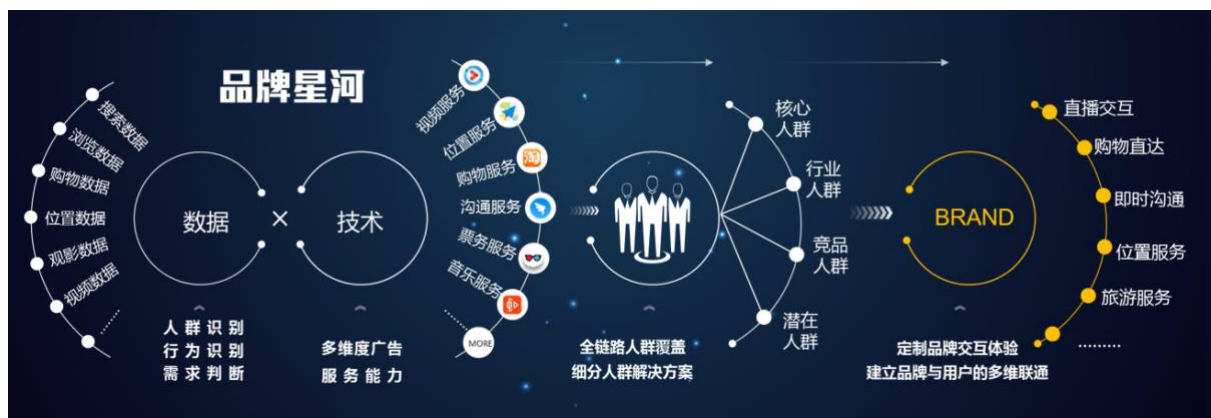 品牌星河
搜索数据
浏览数据
购物数据
位置数据
观影数据
视频数据
......
数据
×
技术
人群识别
行为识别
需求判断
多维度广告
服务能力
视频服务
位置服务
购物服务
淘
沟通服务
票务服务
音乐服务
......
MORE
全链路人群覆盖
细分人群解决方案
核心
人群
行业
人群
竞品
人群
潜在
人群
BRAND
定制品牌交互体验
建立品牌与用户的多维联通
直播交互
购物直达
即时沟通
位置服务
旅游服务
.........